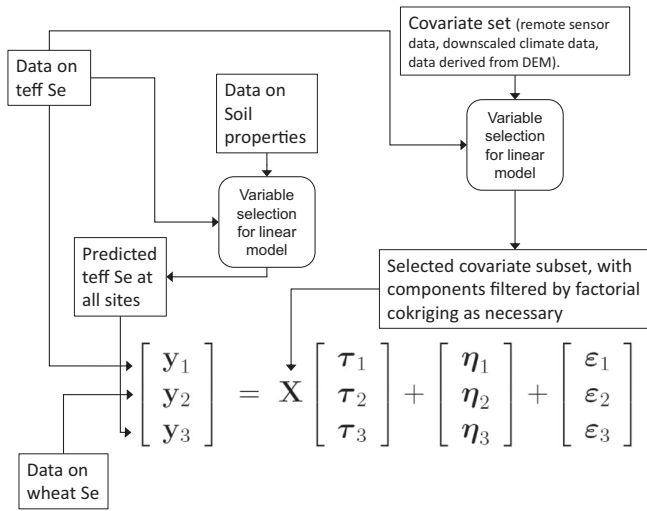 Covariate set (remote sensor
data, downscaled climate data,
data derived from DEM).
Data on
teff Se
Data on
Soil
properties
Variable
selection
for linear
model
Variable
selection
for linear
model
Predicted
teff Se at
all sites
Selected covariate subset, with
components filtered by factorial
cokriging as necessary
y₁ τ₁ η₁ ε₁
y₂ = X τ₂ + η₂ + ε₂
y₃ τ₃ η₃ ε₃
Data on
wheat Se